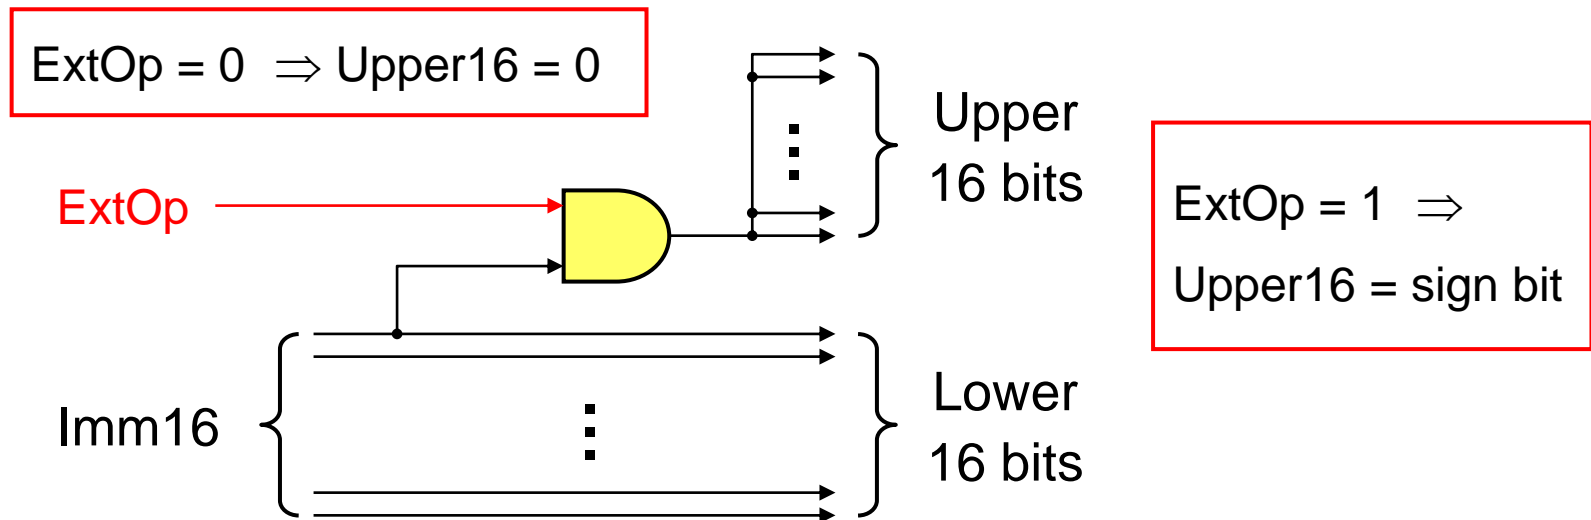 ExtOp = 0 ⇒ Upper16 = 0
Upper
16 bits
ExtOp
ExtOp = 1 ⇒
Upper16 = sign bit
Imm16
Lower
16 bits